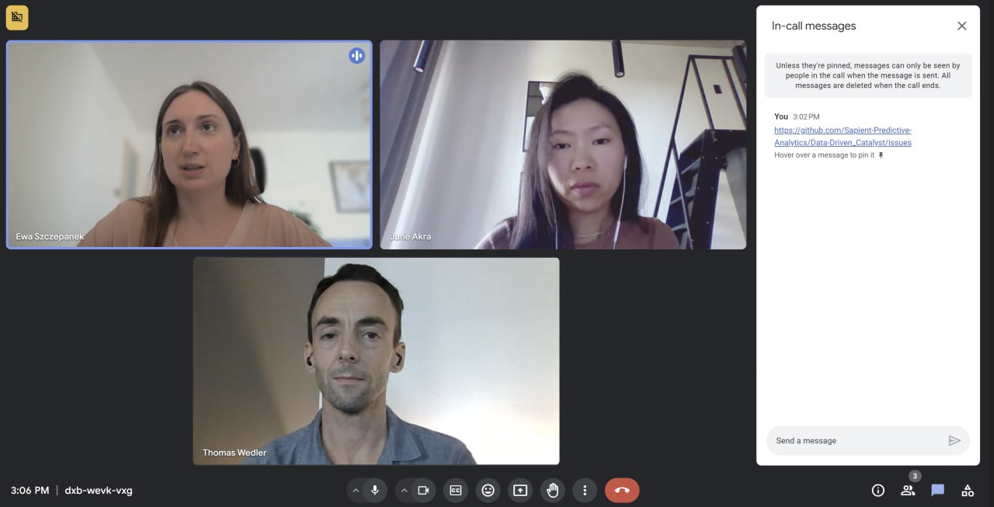 Ewa Szczepanek
June Akra
Thomas Wedler
In-call messages
Unless they're pinned, messages can only be seen by
people in the call when the message is sent. All
messages are deleted when the call ends.
You 3:02 PM
https://github.com/Sapient-Predictive-
Analytics/Data-Driven_Catalyst/issues
Hover over a message to pin it
Send a message
3:06 PM | dxb-wevk-vxg
CC
3